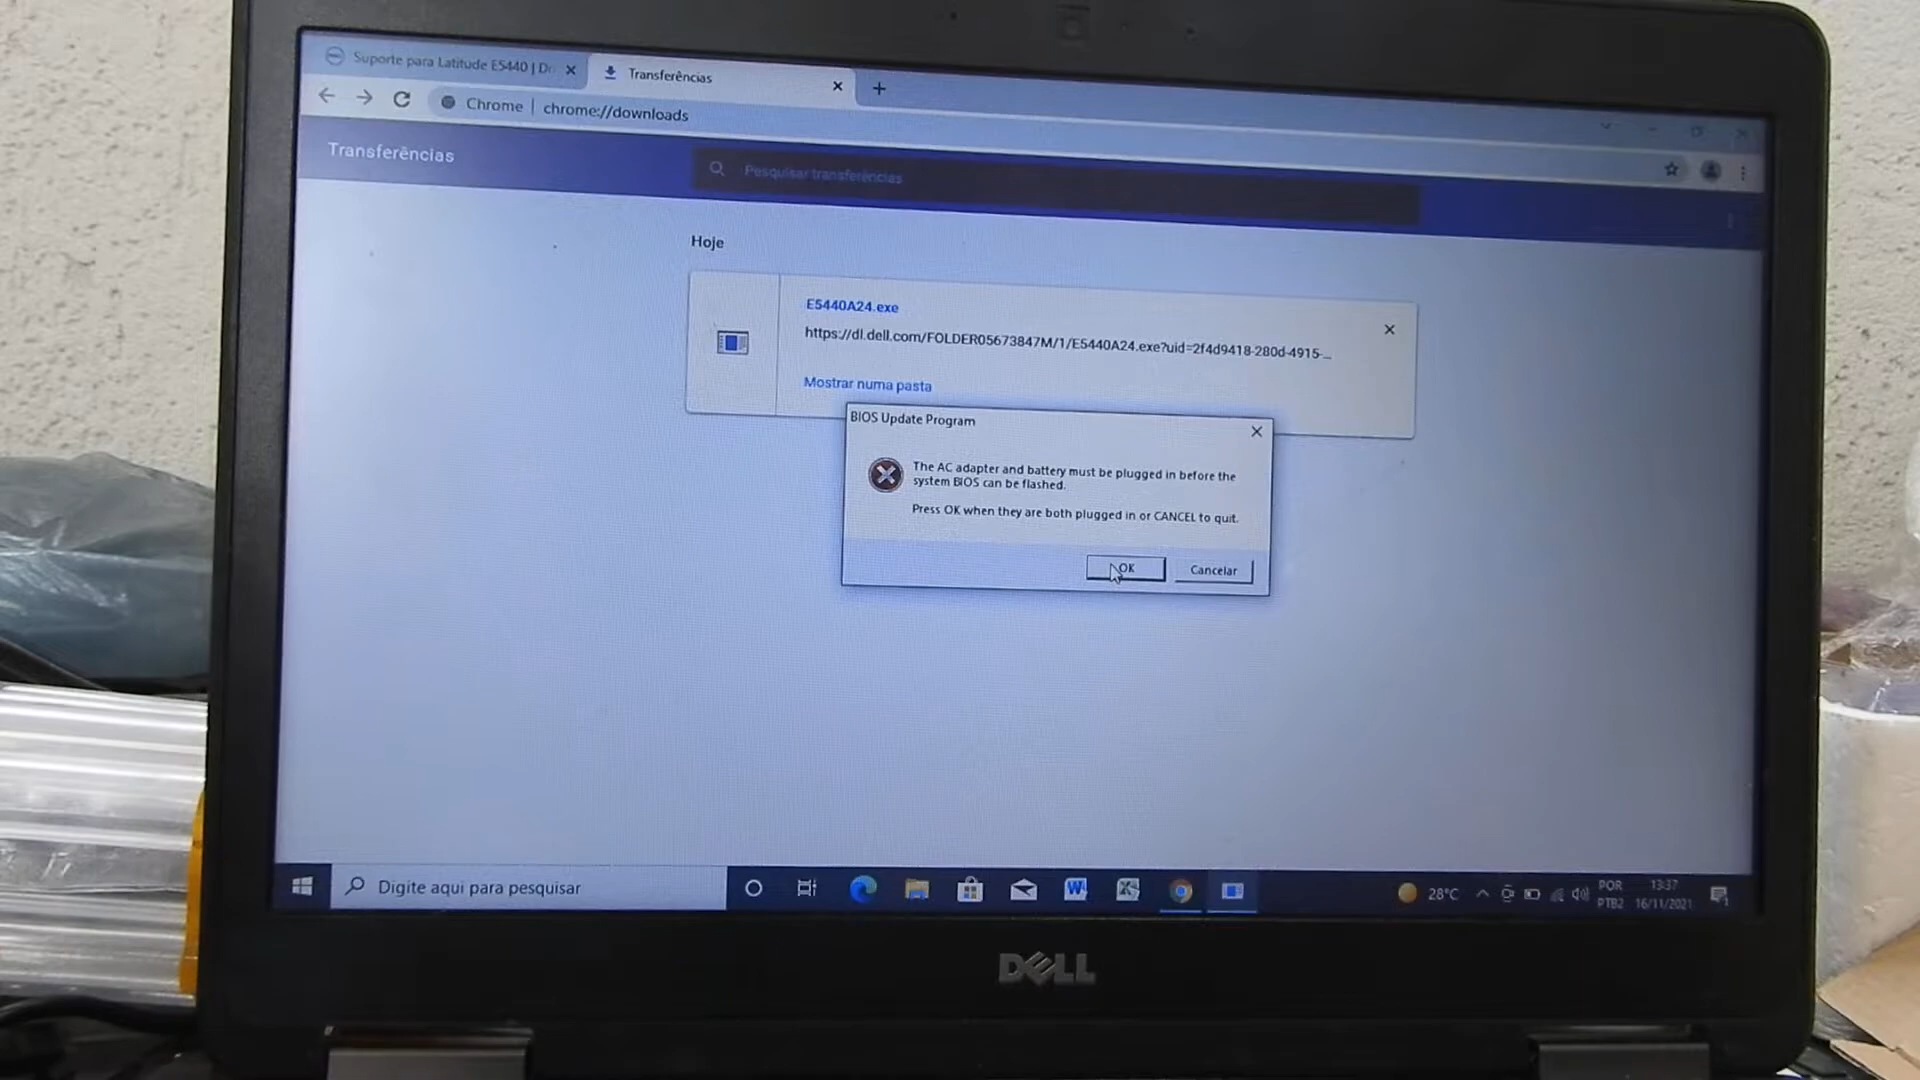 Suporte para Latitude E5440 | D
Transferências
Chrome | chrome://downloads
Transferências
Pesquisar transferências
Hoje
E5440A24.exe
https://dl.dell.com/FOLDER05673847M/1/E5440A24.exe?uid=2f4d9418-280d-4915-...
Mostrar numa pasta
BIOS Update Program
The AC adapter and battery must be plugged in before the
system BIOS can be flashed.
Press OK when they are both plugged in or CANCEL to quit.
OK
Cancelar
Digite aqui para pesquisar
28°C
POR
PTB2
13:37
16/11/2021
DELL